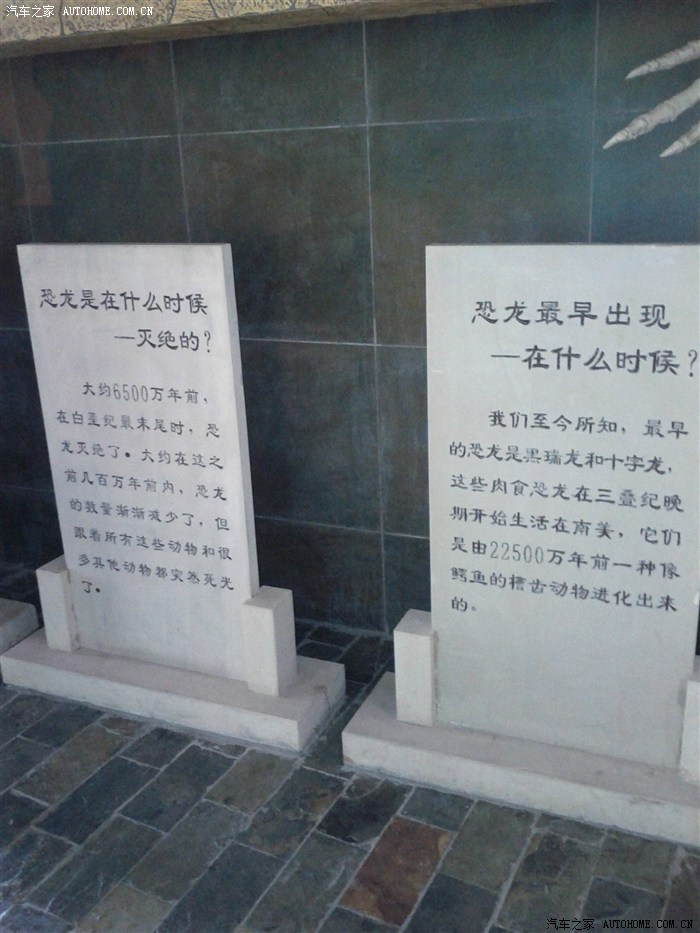 汽车之家 AUTOHOME.COM.CN
恐龙是在什么时候
—灭绝的?
大约6500万年前,
在白垩纪最末尾时,恐
龙灭绝了。大约在这之
前几百万年前内,恐龙
的数量渐渐减少了,但
跟着所有这些动物和很
多其他动物都突然死光
了。
恐龙最早出现
—在什么时候?
我们至今所知,最早
的恐龙是黑瑞龙和十字龙,
这些肉食恐龙在三叠纪晚
期开始生活在南美,它们
是由22500万年前一种像
鳄鱼的槽齿动物进化出来
的。
汽车之家 AUTOHOME.COM.CN